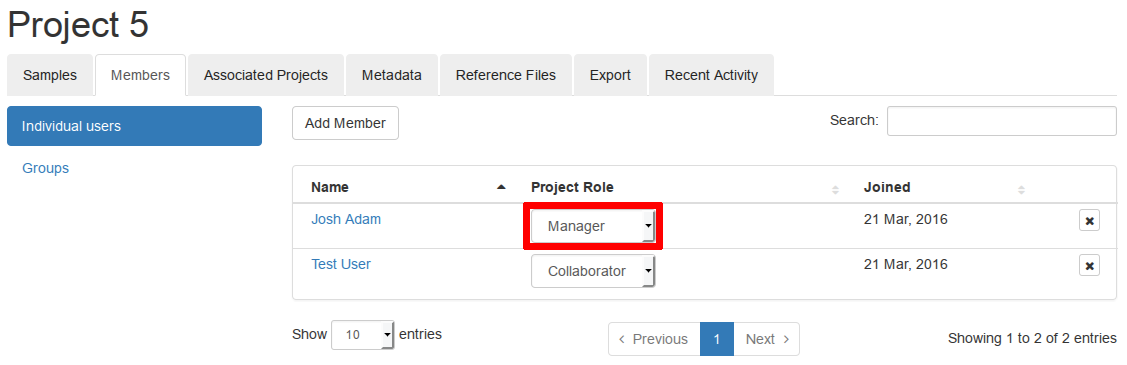 Project 5
Samples Members Associated Projects Metadata Reference Files Export Recent Activity
Individual users
Groups
Add Member Search:
Name Project Role Joined
Josh Adam Manager 21 Mar, 2016
Test User Collaborator 21 Mar, 2016
Show 10 entries Previous 1 Next Showing 1 to 2 of 2 entries